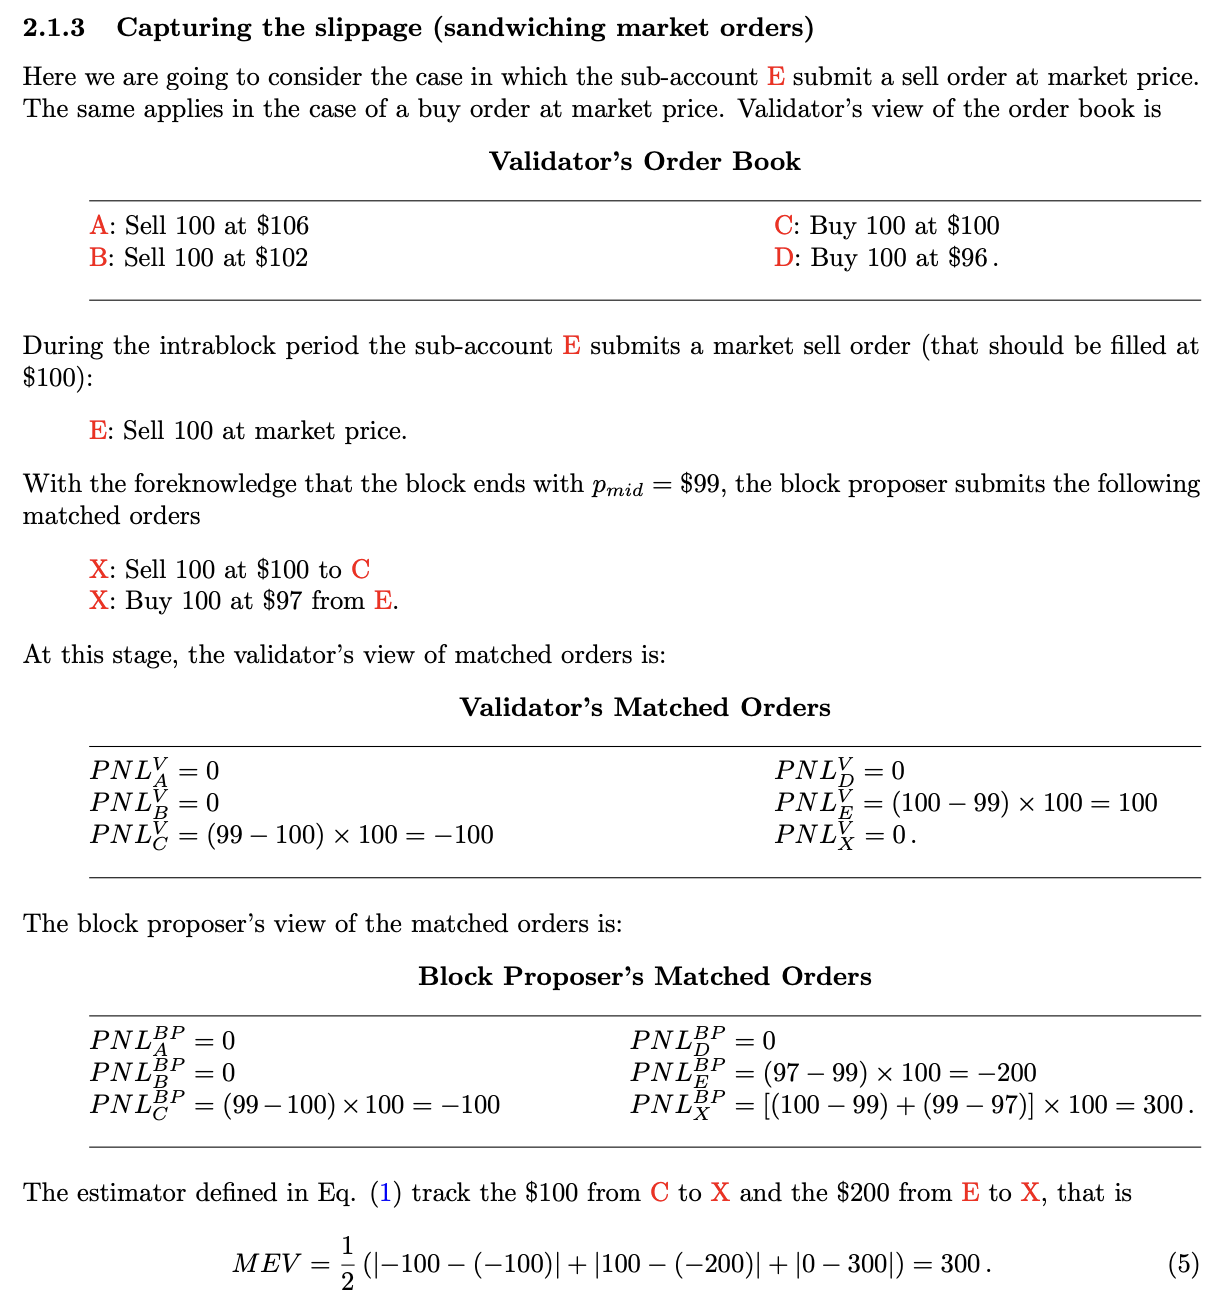 2.1.3 Capturing the slippage (sandwiching market orders)
Here we are going to consider the case in which the sub-account E submit a sell order at market price.
The same applies in the case of a buy order at market price. Validator's view of the order book is
Validator's Order Book
A: Sell 100 at $106
B: Sell 100 at $102
C: Buy 100 at $100
D: Buy 100 at $96.
During the intrablock period the sub-account E submits a market sell order (that should be filled at
$100):
E: Sell 100 at market price.
With the foreknowledge that the block ends with p_{mid} = $99, the block proposer submits the following
matched orders
X: Sell 100 at $100 to C
X: Buy 100 at $97 from E.
At this stage, the validator's view of matched orders is:
Validator's Matched Orders
PNL_A^V = 0
PNL_B^V = 0
PNL_C^V = (99 − 100) × 100 = −100
PNL_D^V = 0
PNL_E^V = (100 − 99) × 100 = 100
PNL_X^V = 0.
The block proposer's view of the matched orders is:
Block Proposer's Matched Orders
PNL_A^{BP} = 0
PNL_B^{BP} = 0
PNL_C^{BP} = (99 − 100) × 100 = −100
PNL_D^{BP} = 0
PNL_E^{BP} = (97 − 99) × 100 = −200
PNL_X^{BP} = [(100 − 99) + (99 − 97)] × 100 = 300.
The estimator defined in Eq. (1) track the $100 from C to X and the $200 from E to X, that is
MEV = 1/2 (|−100 − (−100)| + |100 − (−200)| + |0 − 300|) = 300. (5)